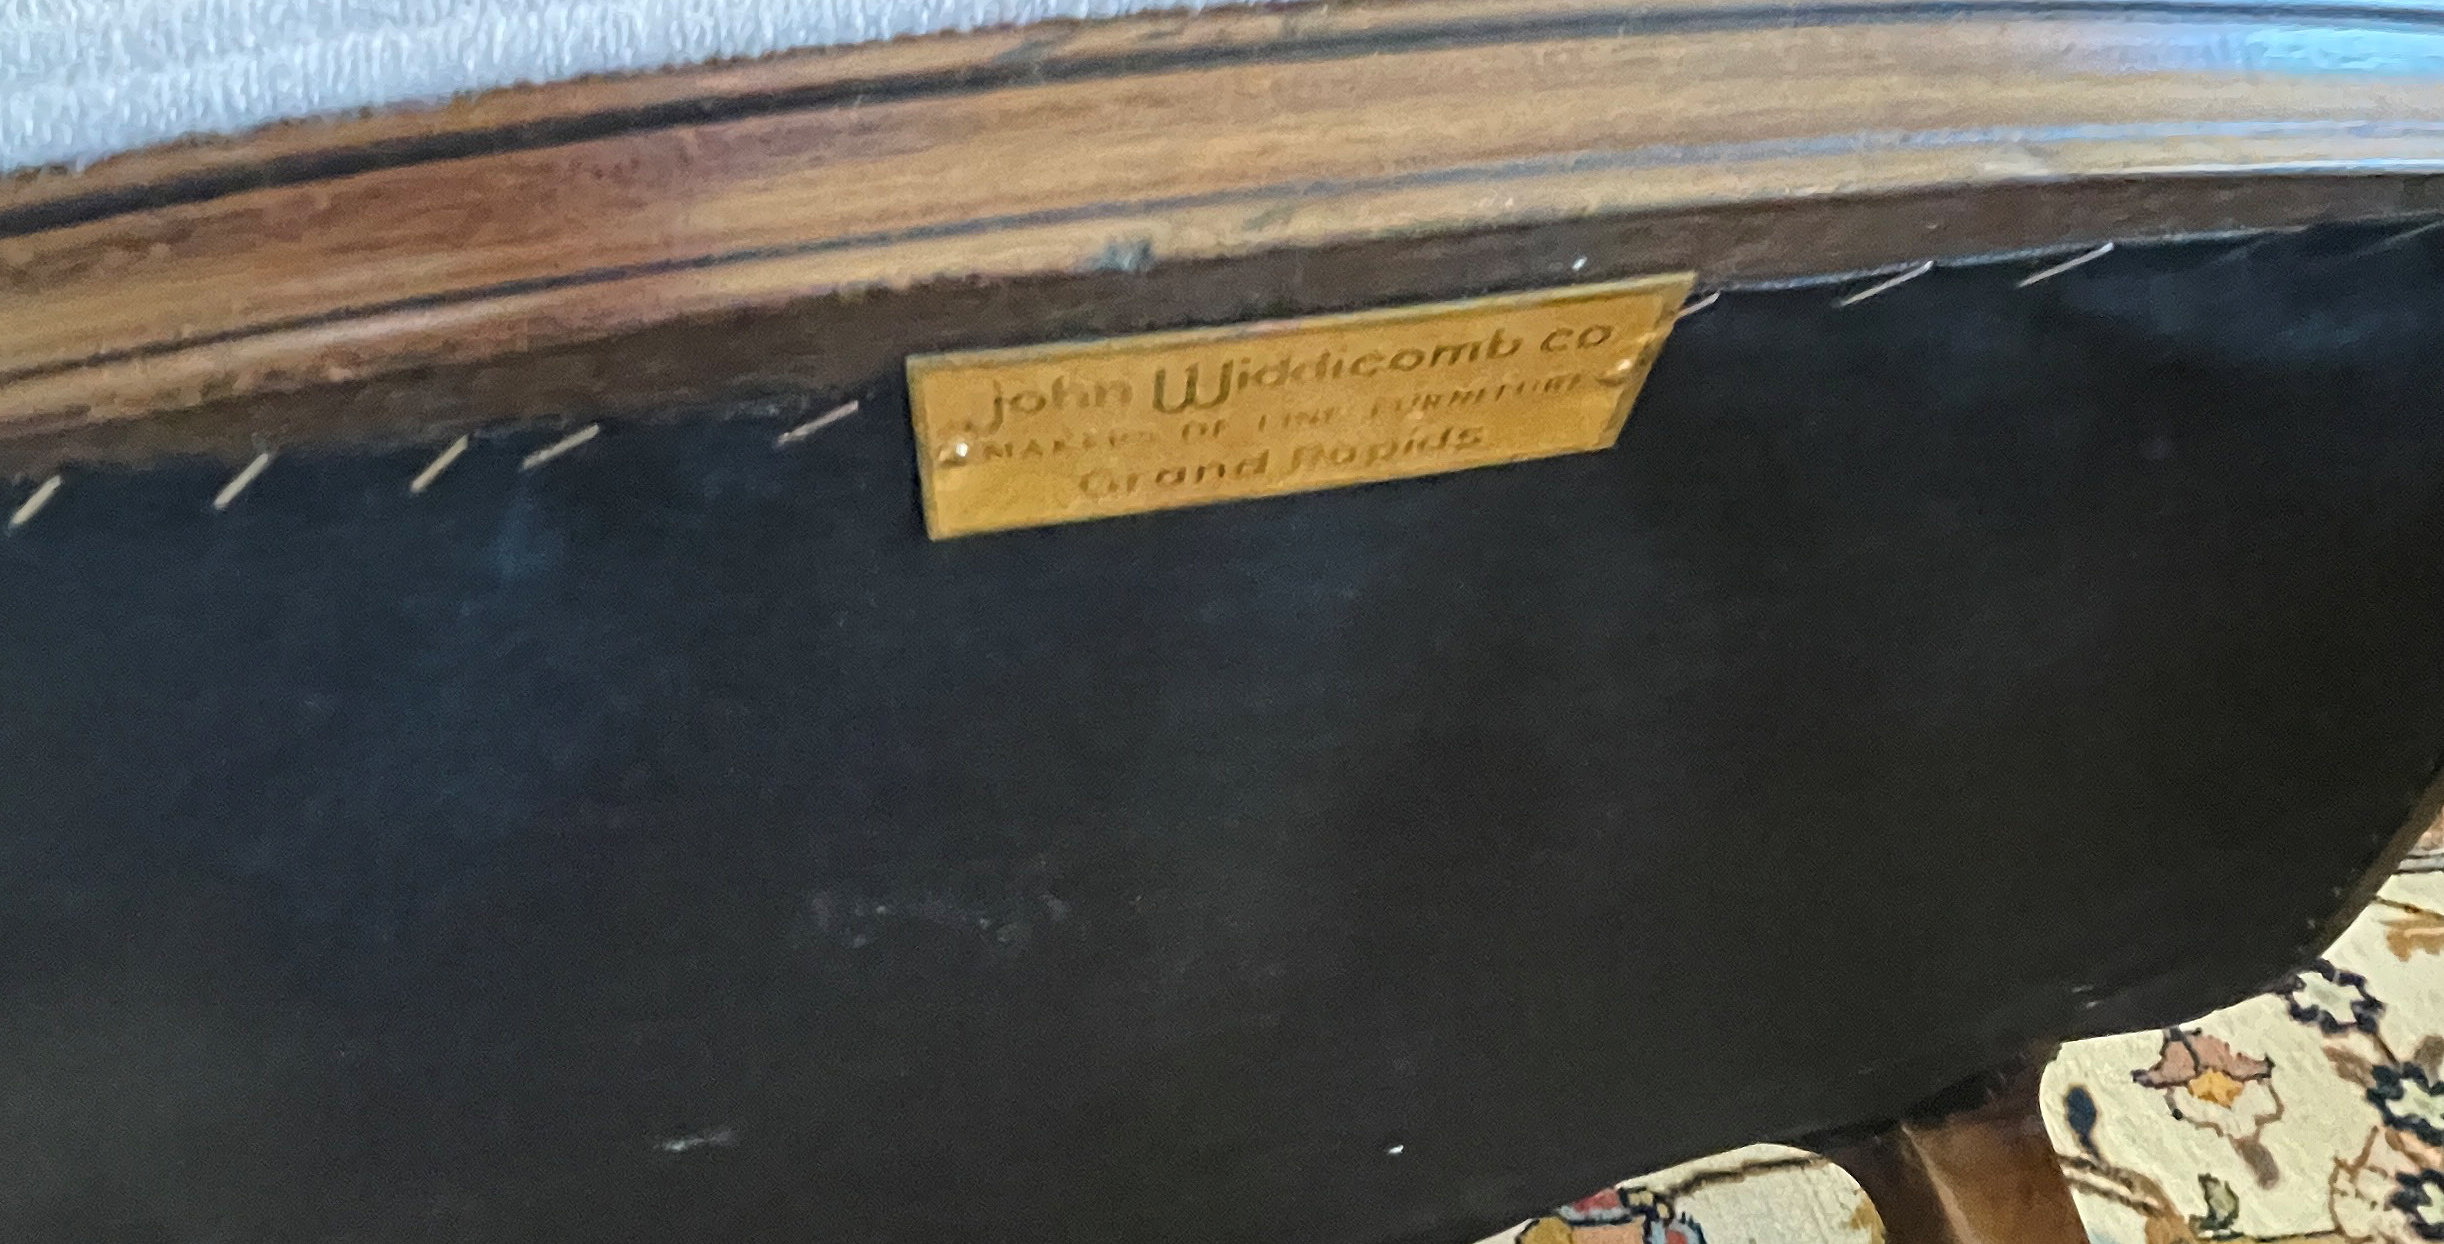 John Widdicomb co
MAKERS OF FINE FURNITURE
Grand Rapids